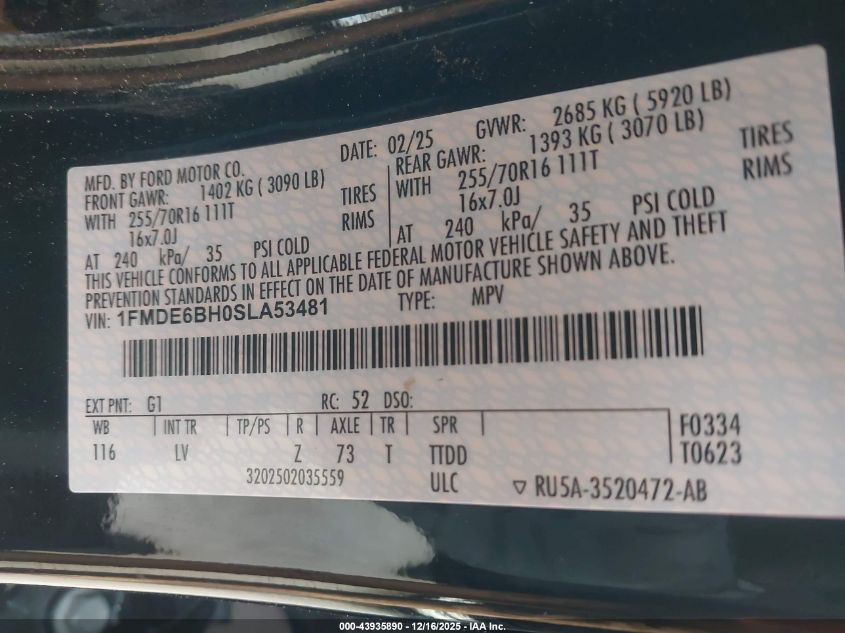 MFD. BY FORD MOTOR CO.
DATE: 02/25 GVWR: 2685 KG ( 5920 LB)
FRONT GAWR: 1402 KG ( 3090 LB)
WITH 255/70R16 111T TIRES
16x7.0J RIMS
AT 240 kPa/ 35 PSI COLD
REAR GAWR: 1393 KG ( 3070 LB)
WITH 255/70R16 111T TIRES
16x7.0J RIMS
AT 240 kPa/ 35 PSI COLD
THIS VEHICLE CONFORMS TO ALL APPLICABLE FEDERAL MOTOR VEHICLE SAFETY AND THEFT
PREVENTION STANDARDS IN EFFECT ON THE DATE OF MANUFACTURE SHOWN ABOVE.
VIN: 1FMDE6BH0SLA53481 TYPE: MPV
EXT PNT: G1 RC: 52 DSO:
WB INT TR TP/PS R AXLE TR SPR
116 LV Z 73 T TTDD
F0334
T0623
3202502035559 ULC ▽ RU5A-3520472-AB
000-43935890 - 12/16/2025 - IAA Inc.